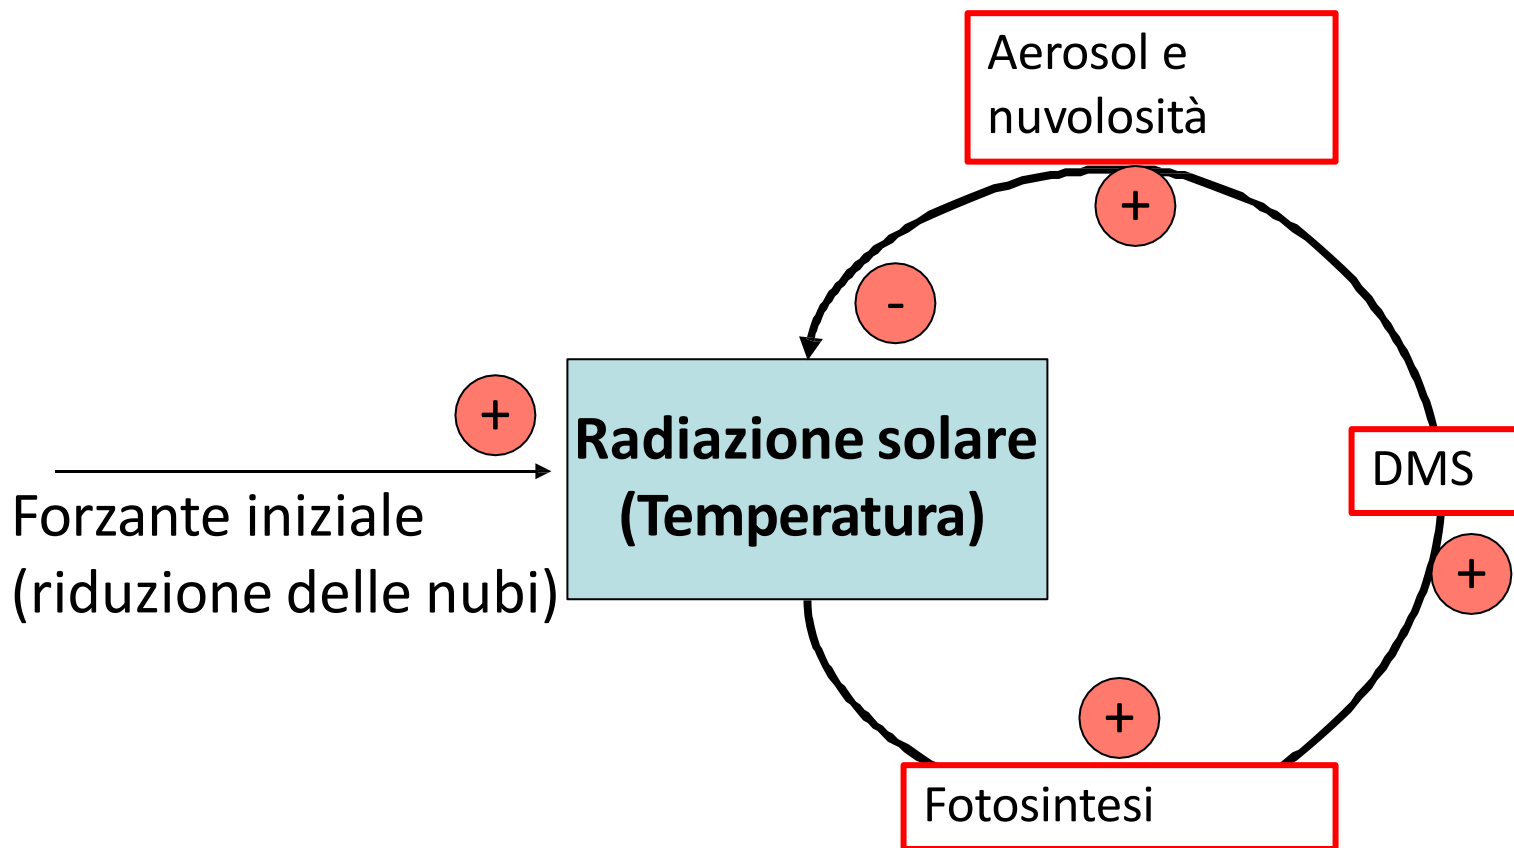 Aerosol e
nuvolosità
+
-
+
Radiazione solare
(Temperatura)
DMS
Forzante iniziale
(riduzione delle nubi)
+
+
Fotosintesi